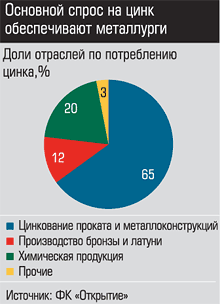 Основной спрос на цинк
обеспечивают металлурги
Доли отраслей по потреблению
цинка,%
3
20
12
65
Цинкование проката и металлоконструкций
Производство бронзы и латуни
Химическая продукция
Прочие
Источник: ФК «Открытие»